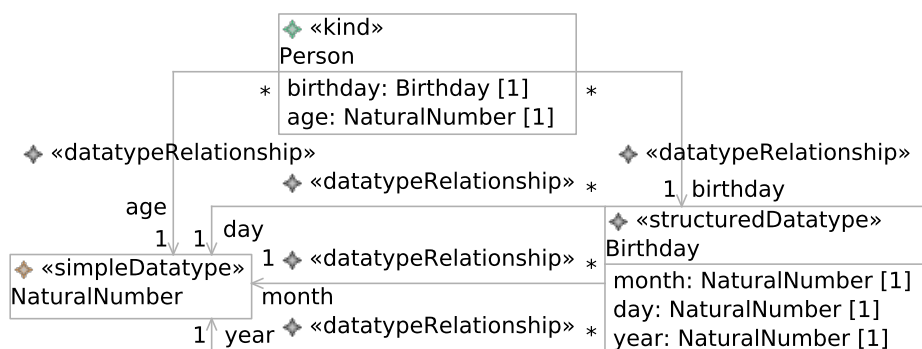 «kind»
Person
* birthday: Birthday [1] *
age: NaturalNumber [1]
«datatypeRelationship» «datatypeRelationship»
«datatypeRelationship» * 1 birthday
age
1 1 day «structuredDatatype»
Birthday
«simpleDatatype» 1 «datatypeRelationship» *
NaturalNumber month month: NaturalNumber [1]
day: NaturalNumber [1]
1 year «datatypeRelationship» * year: NaturalNumber [1]